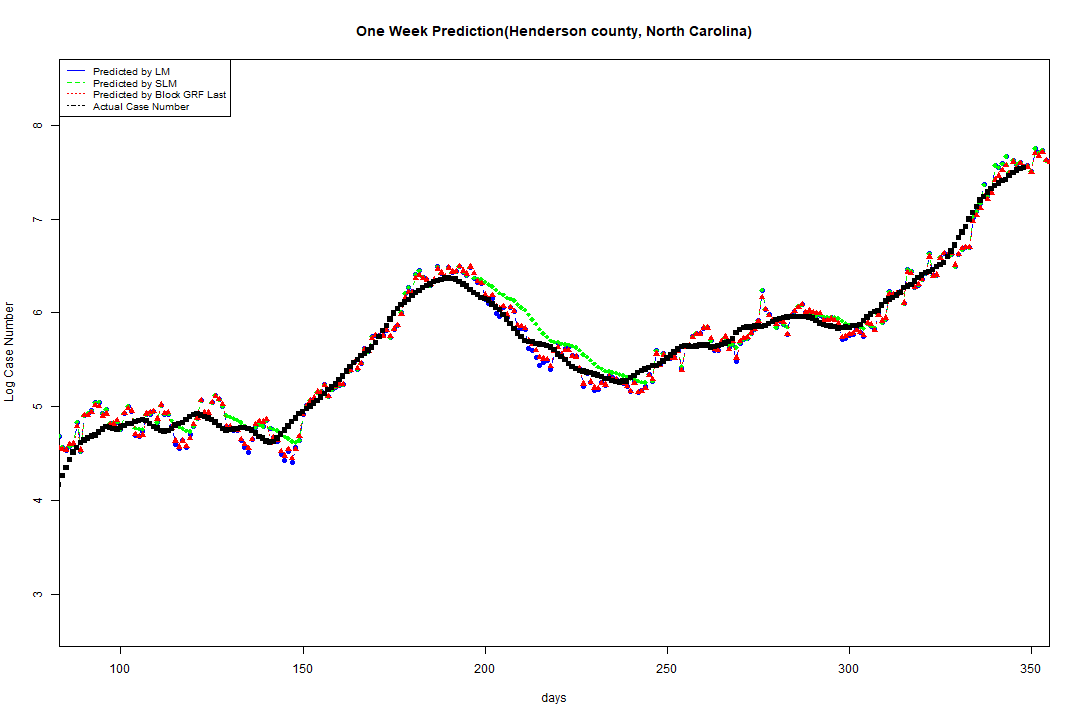 One Week Prediction(Henderson county, North Carolina)
Predicted by LM
Predicted by SLM
Predicted by Block GRF Last
Actual Case Number
8
7
6
5
4
3
Log Case Number
100 150 200 250 300 350
days